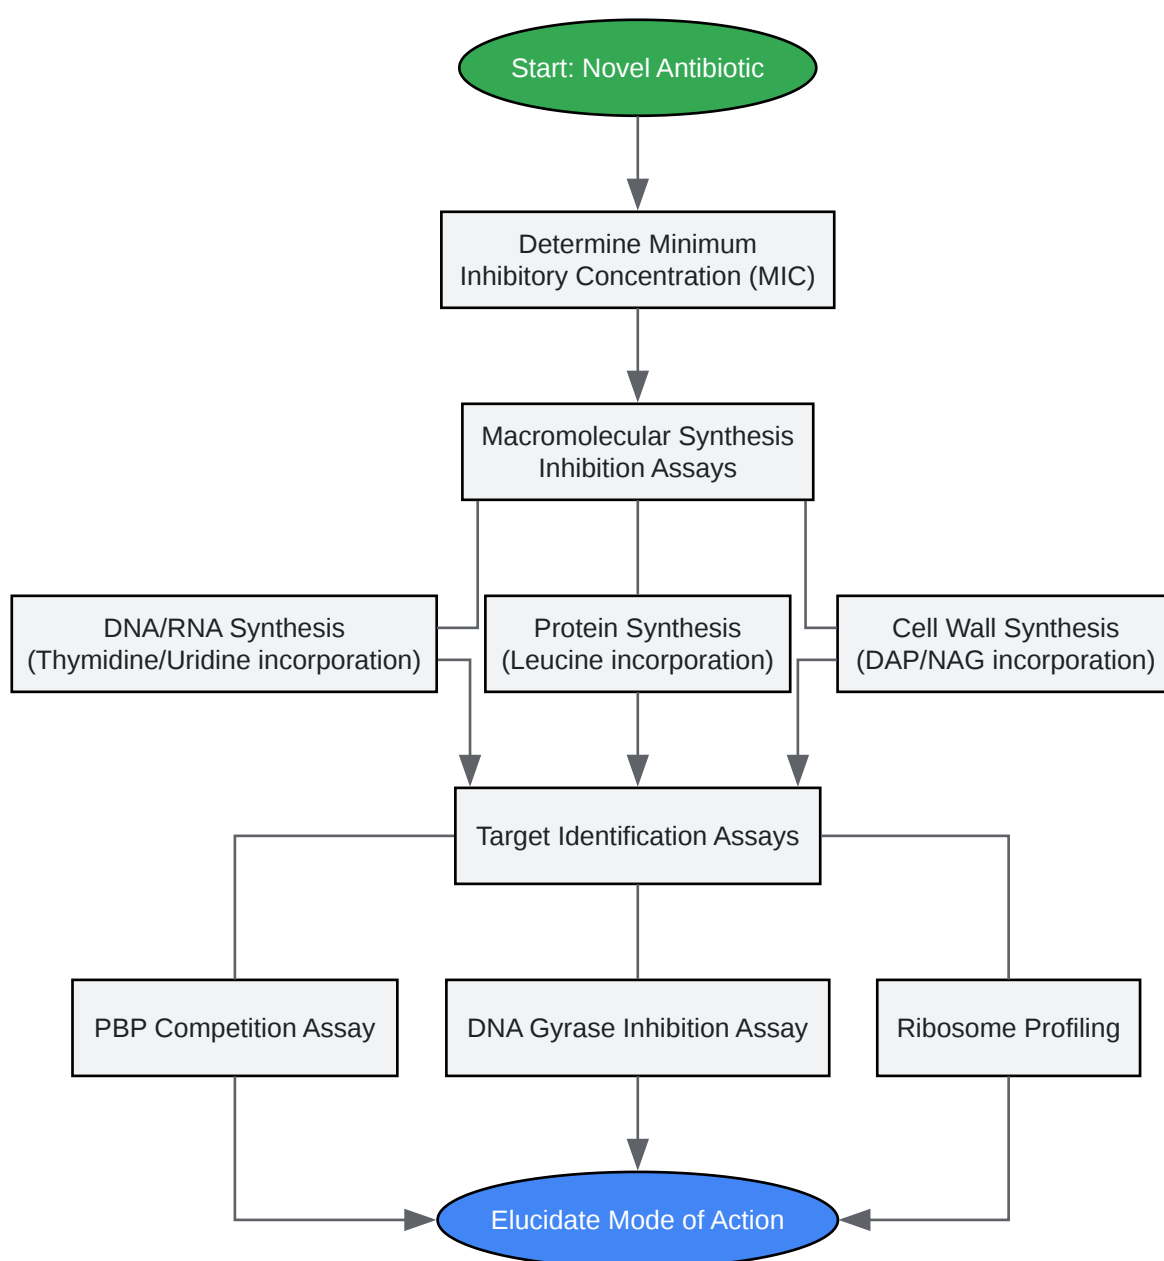 Start: Novel Antibiotic
Determine Minimum
Inhibitory Concentration (MIC)
Macromolecular Synthesis
Inhibition Assays
DNA/RNA Synthesis
(Thymidine/Uridine incorporation)
Protein Synthesis
(Leucine incorporation)
Cell Wall Synthesis
(DAP/NAG incorporation)
Target Identification Assays
PBP Competition Assay
DNA Gyrase Inhibition Assay
Ribosome Profiling
Elucidate Mode of Action